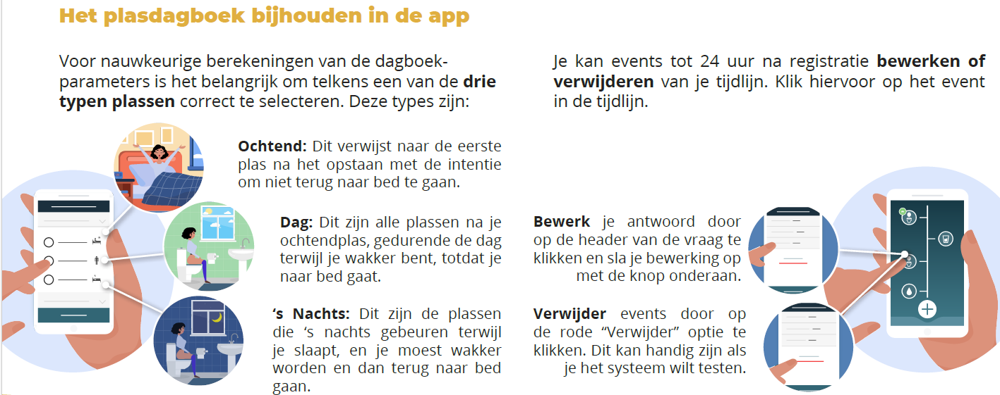 Het plasdagboek bijhouden in de app
Voor nauwkeurige berekeningen van de dagboek-
parameters is het belangrijk om telkens een van de drie
typen plassen correct te selecteren. Deze types zijn:
Ochtend: Dit verwijst naar de eerste
plas na het opstaan met de intentie
om niet terug naar bed te gaan.
Dag: Dit zijn alle plassen na je
ochtendplas, gedurende de dag
terwijl je wakker bent, totdat je
naar bed gaat.
‘s Nachts: Dit zijn de plassen
die ‘s nachts gebeuren terwijl
je slaapt, en je moest wakker
worden en dan terug naar bed
gaan.
Je kan events tot 24 uur na registratie bewerken of
verwijderen van je tijdlijn. Klik hiervoor op het event
in de tijdlijn.
Bewerk je antwoord door
op de header van de vraag te
klikken en sla je bewerking op
met de knop onderaan.
Verwijder events door op
de rode “Verwijder” optie te
klikken. Dit kan handig zijn als
je het systeem wilt testen.